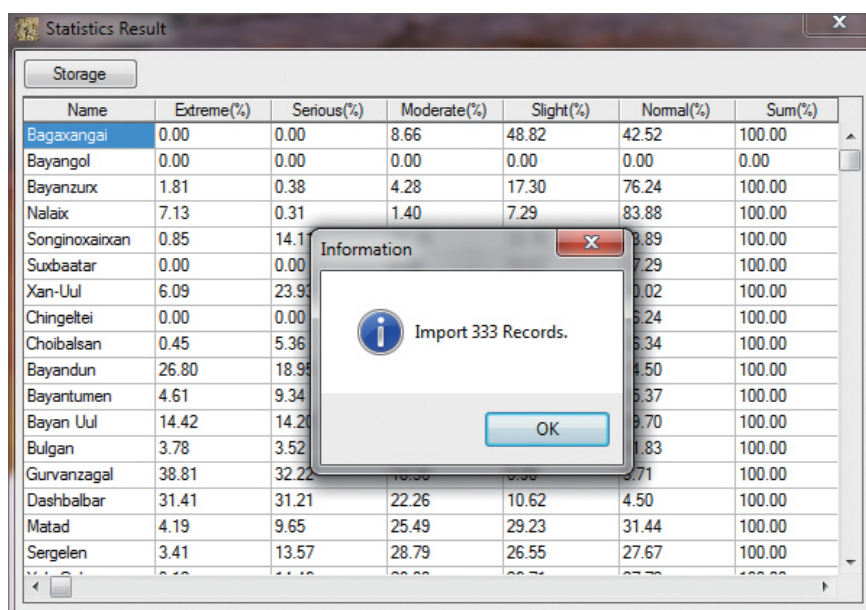 Statistics Result
Storage
Name Extreme(%) Serious(%) Moderate(%) Slight(%) Normal(%) Sum(%)
Bagaxangai 0.00 0.00 8.66 48.82 42.52 100.00
Bayangol 0.00 0.00 0.00 0.00 0.00 0.00
Bayanzurx 1.81 0.38 4.28 17.30 76.24 100.00
Nalaix 7.13 0.31 1.40 7.29 83.88 100.00
Songinoxairxan 0.85 100.00
Suxbaatar 0.00 0.00 100.00
Xan-Uul 6.09 23.93 100.00
Chingeltei 0.00 0.00 100.00
Choibalsan 0.45 5.36 100.00
Bayandun 26.80 18.95 100.00
Bayantumen 4.61 9.34 100.00
Bayan Uul 14.42 14.20 100.00
Bulgan 3.78 3.52 100.00
Gurvanzagal 38.81 32.22 100.00
Dashbalbar 31.41 31.21 22.26 10.62 4.50 100.00
Matad 4.19 9.65 25.49 29.23 31.44 100.00
Sergelen 3.41 13.57 28.79 26.55 27.67 100.00
Information
Import 333 Records.
OK